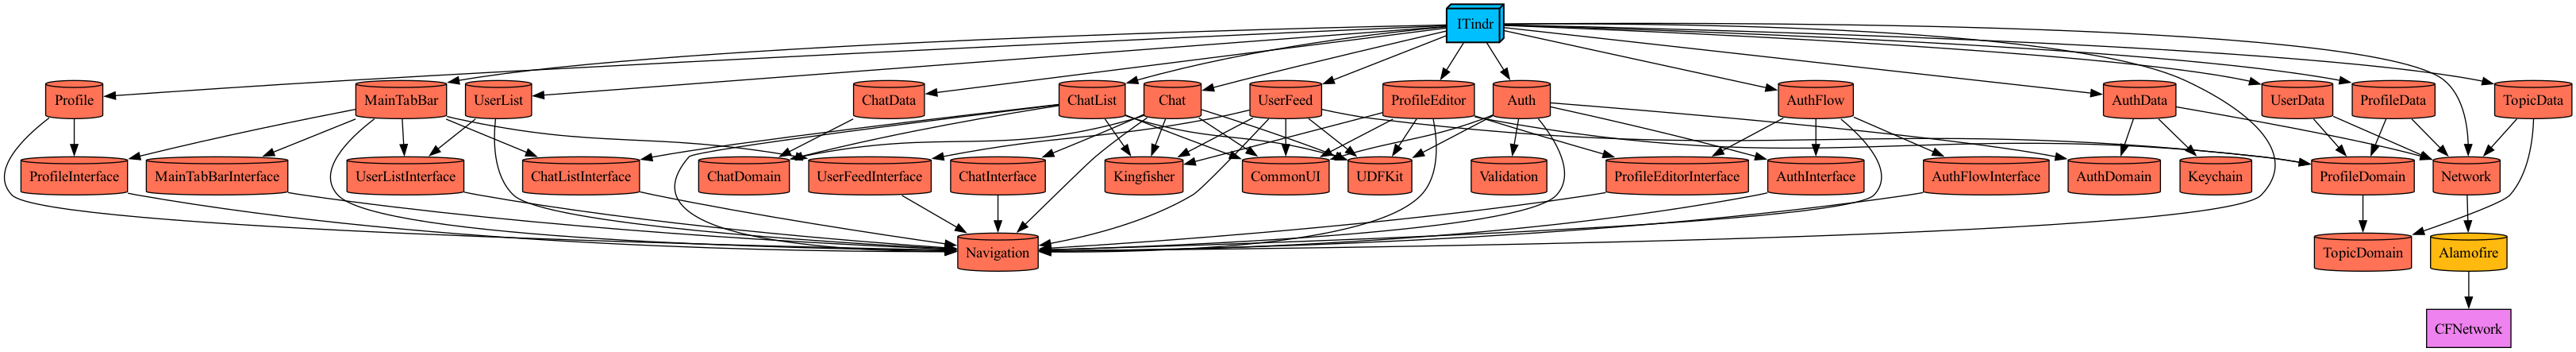 ITindr
Profile
MainTabBar
UserList
ChatData
ChatList
Chat
UserFeed
ProfileEditor
Auth
AuthFlow
AuthData
UserData
ProfileData
TopicData
ProfileInterface
MainTabBarInterface
UserListInterface
ChatListInterface
ChatDomain
UserFeedInterface
ChatInterface
Kingfisher
CommonUI
UDFKit
Validation
ProfileEditorInterface
AuthInterface
AuthFlowInterface
AuthDomain
Keychain
ProfileDomain
Network
Navigation
TopicDomain
Alamofire
CFNetwork